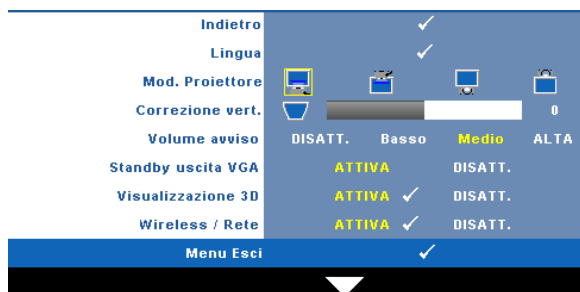 Indietro
Lingua
Mod. Proiettore
Correzione vert. 0
Volume avviso DISATT. Basso Medio ALTA
Standby uscita VGA ATTIVA DISATT.
Visualizzazione 3D ATTIVA DISATT.
Wireless / Rete ATTIVA DISATT.
Menu Esci